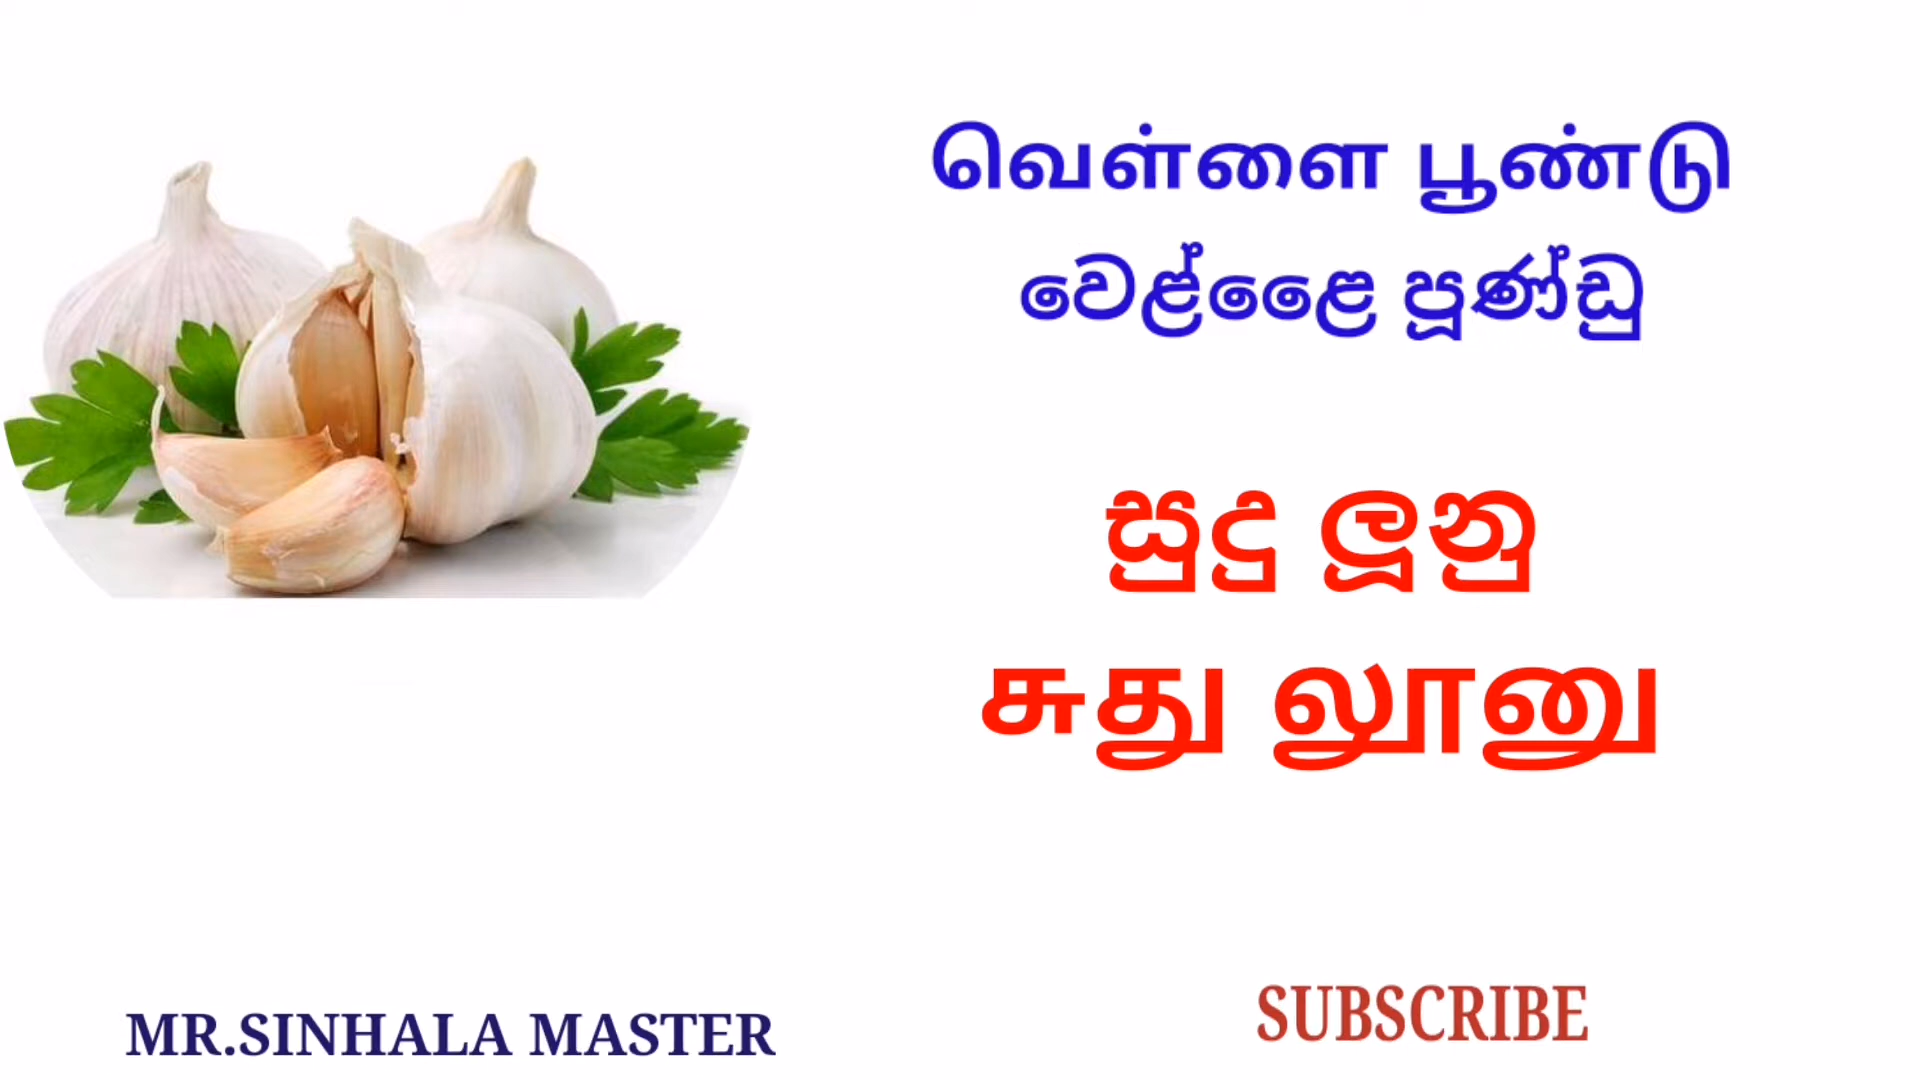 வெள்ளை பூண்டு
වෙළ්ළෛ පූණ්ඩු
සුදු ලූනු
சுது லூனு
MR.SINHALA MASTER
SUBSCRIBE